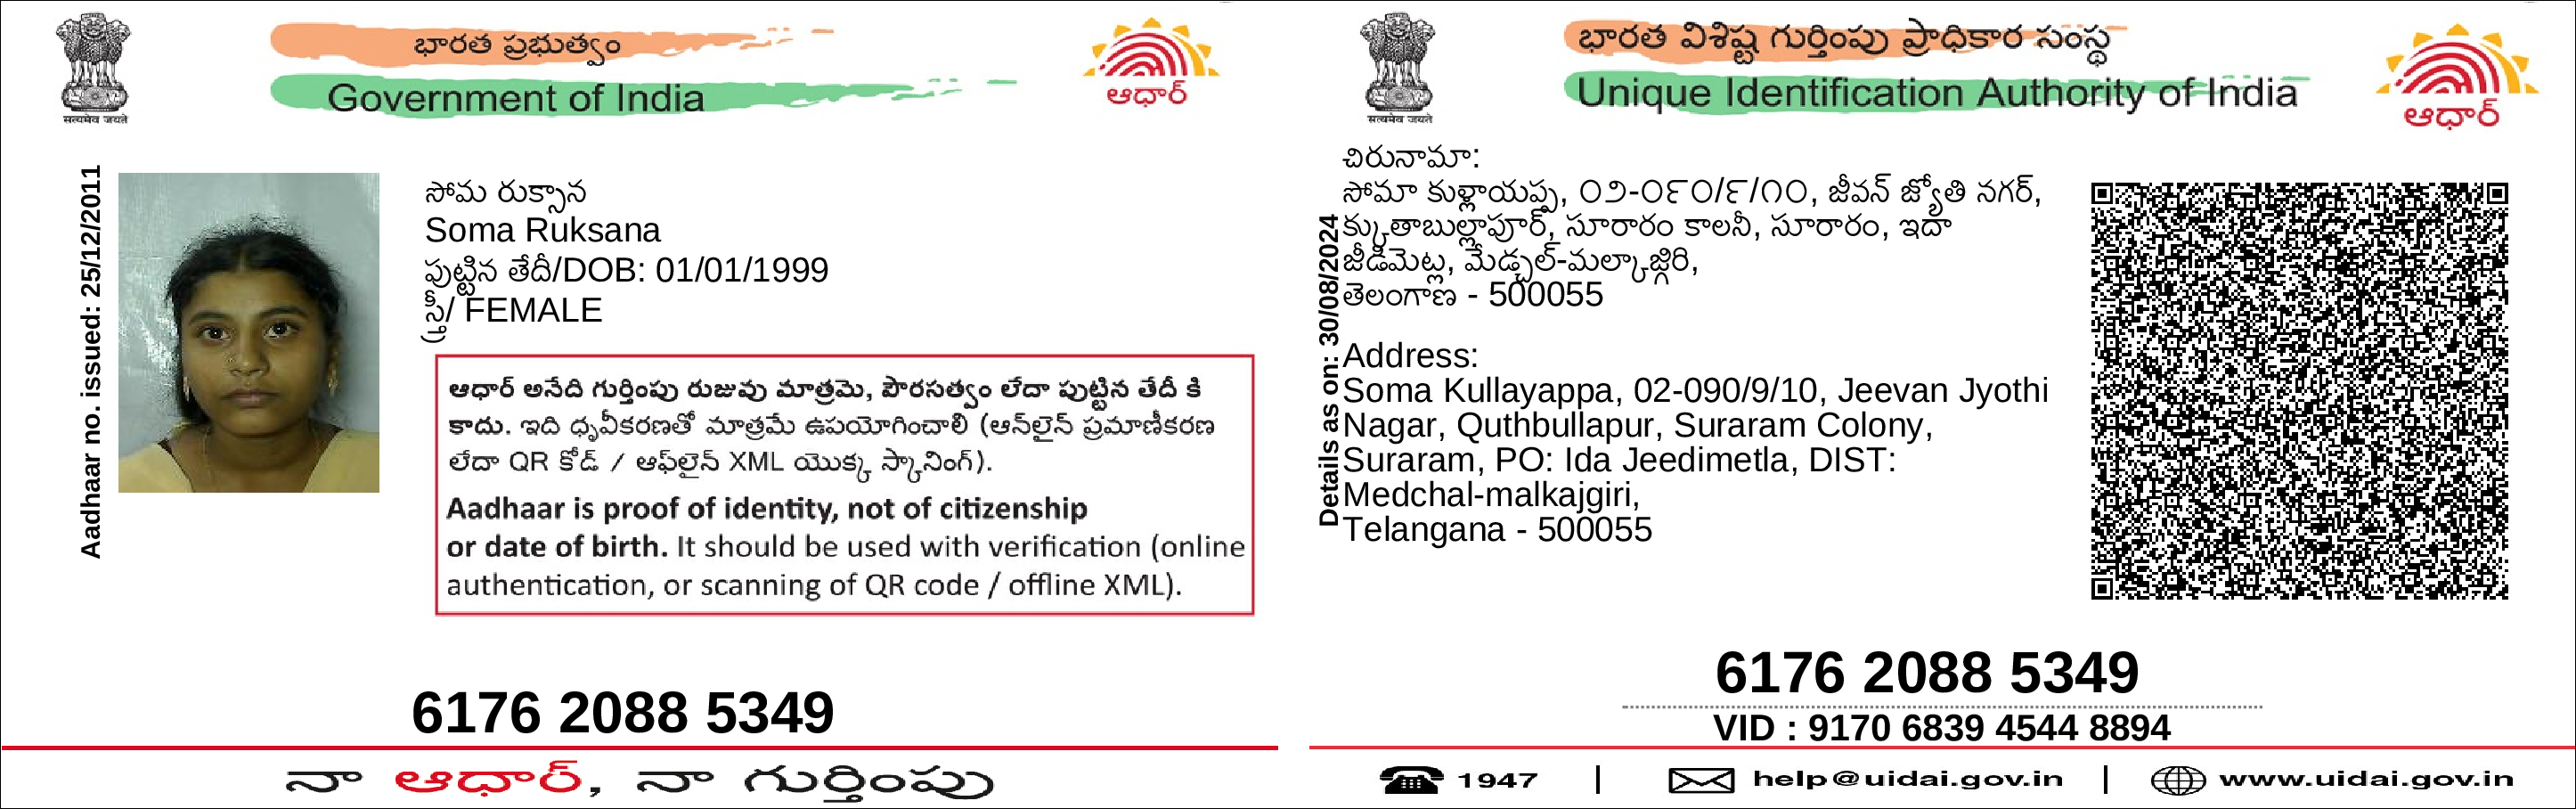 భారత ప్రభుత్వం
Government of India
ఆధార్
सत्यमेव जयते
Aadhaar no. issued: 25/12/2011
సోమ రుక్సాన
Soma Ruksana
పుట్టిన తేదీ/DOB: 01/01/1999
స్త్రీ/ FEMALE
ఆధార్ అనేది గుర్తింపు రుజువు మాత్రమె, పౌరసత్వం లేదా పుట్టిన తేదీ కి
కాదు. ఇది ధృవీకరణతో మాత్రమే ఉపయోగించాలి (ఆన్‌లైన్ ప్రమాణీకరణ
లేదా QR కోడ్ / ఆఫ్‌లైన్ XML యొక్క స్కానింగ్).
Aadhaar is proof of identity, not of citizenship
or date of birth. It should be used with verification (online
authentication, or scanning of QR code / offline XML).
6176 2088 5349
నా ఆధార్, నా గుర్తింపు
భారత విశిష్ట గుర్తింపు ప్రాధికార సంస్థ
Unique Identification Authority of India
ఆధార్
सत्यमेव जयते
Details as on: 30/08/2024
చిరునామా:
సోమా కుళ్లాయప్ప, ౦౨-౦౯౦/౯/౧౦, జీవన్ జ్యోతి నగర్,
క్కుతాబుల్లాపూర్, సూరారం కాలనీ, సూరారం, ఇదా
జీడిమెట్ల, మేడ్చల్-మల్కాజ్గిరి,
తెలంగాణ - 500055
Address:
Soma Kullayappa, 02-090/9/10, Jeevan Jyothi
Nagar, Quthbullapur, Suraram Colony,
Suraram, PO: Ida Jeedimetla, DIST:
Medchal-malkajgiri,
Telangana - 500055
6176 2088 5349
VID : 9170 6839 4544 8894
1947 | help@uidai.gov.in | www.uidai.gov.in